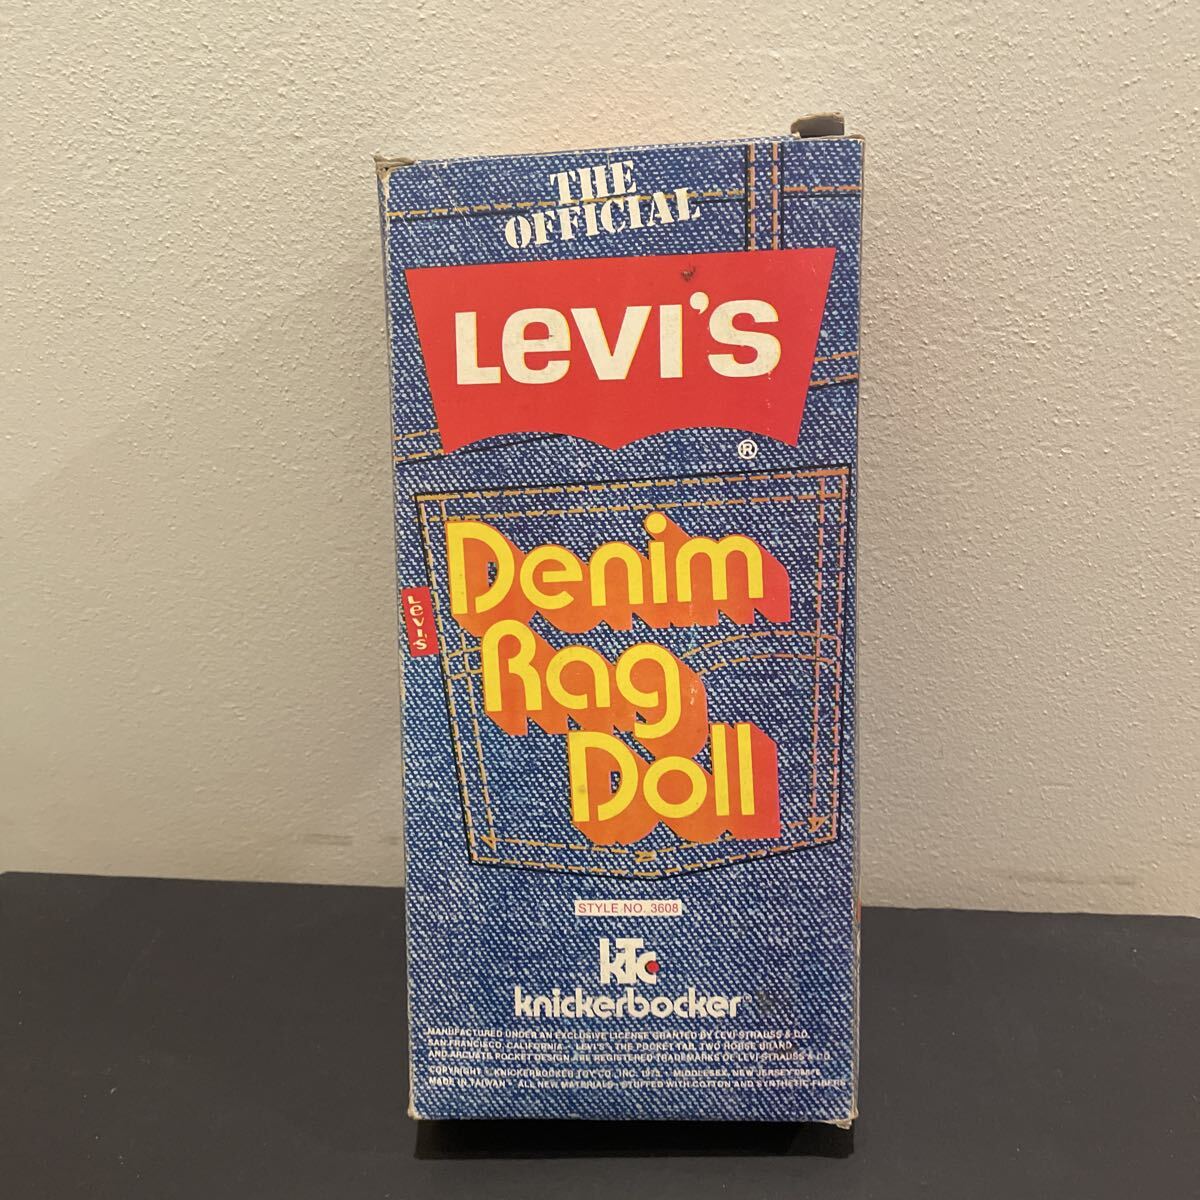 THE
OFFICIAL
LEVI'S
®
Denim
Rag
Doll
LEVI'S
STYLE NO. 3608
KTC
knickerbocker
MANUFACTURED UNDER AN EXCLUSIVE LICENSE GRANTED BY LEVI STRAUSS & CO.
SAN FRANCISCO, CALIFORNIA. LEVI'S, THE POCKET TAB, TWO HORSE BRAND
AND ARCUATE POCKET DESIGN ARE REGISTERED TRADEMARKS OF LEVI STRAUSS & CO.
COPYRIGHT © KNICKERBOCKER TOY CO., INC. MIDDLESEX, NEW JERSEY
MADE IN TAIWAN ALL NEW MATERIALS STUFFED WITH COTTON AND SYNTHETIC FIBERS